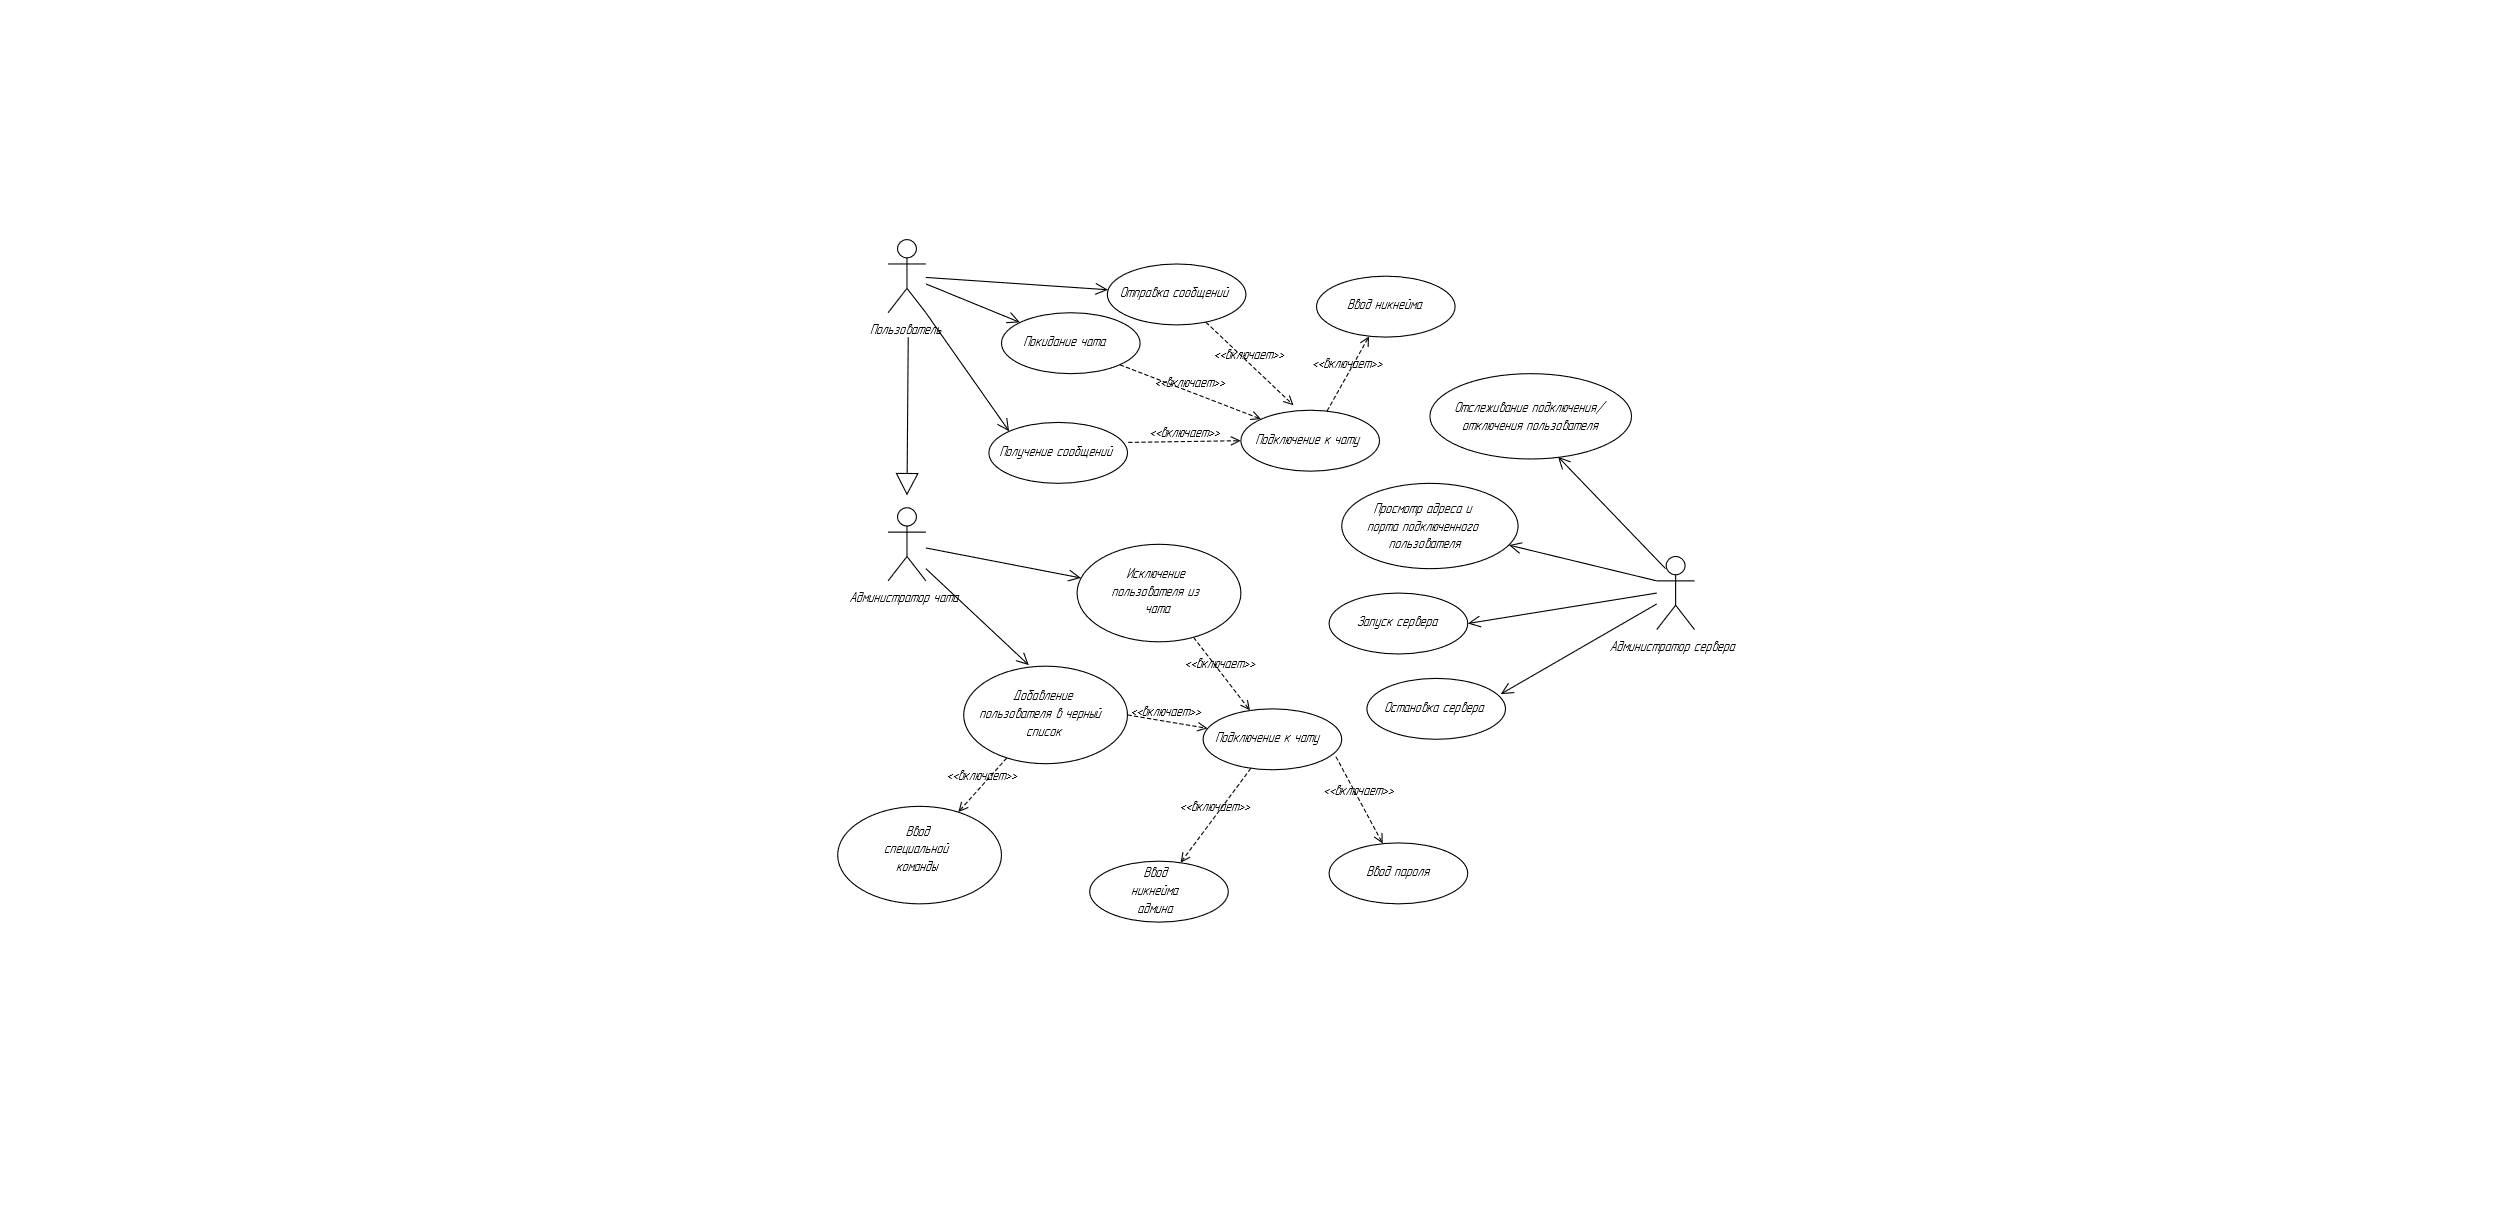 Отправка сообщений
Ввод никнейма
Пользователь
Покидание чата
<<включает>>
<<включает>>
<<включает>>
Отслеживание подключения/
отключения пользователя
<<включает>>
Получение сообщений
Подключение к чату
Просмотр адреса и
порта подключенного
пользователя
Исключение
пользователя из
чата
Администратор чата
Запуск сервера
Администратор сервера
<<включает>>
Добавление
пользователя в черный
список
<<включает>>
Остановка сервера
Подключение к чату
<<включает>>
<<включает>>
<<включает>>
Ввод
специальной
команды
Ввод
никнейма
админа
Ввод пароля